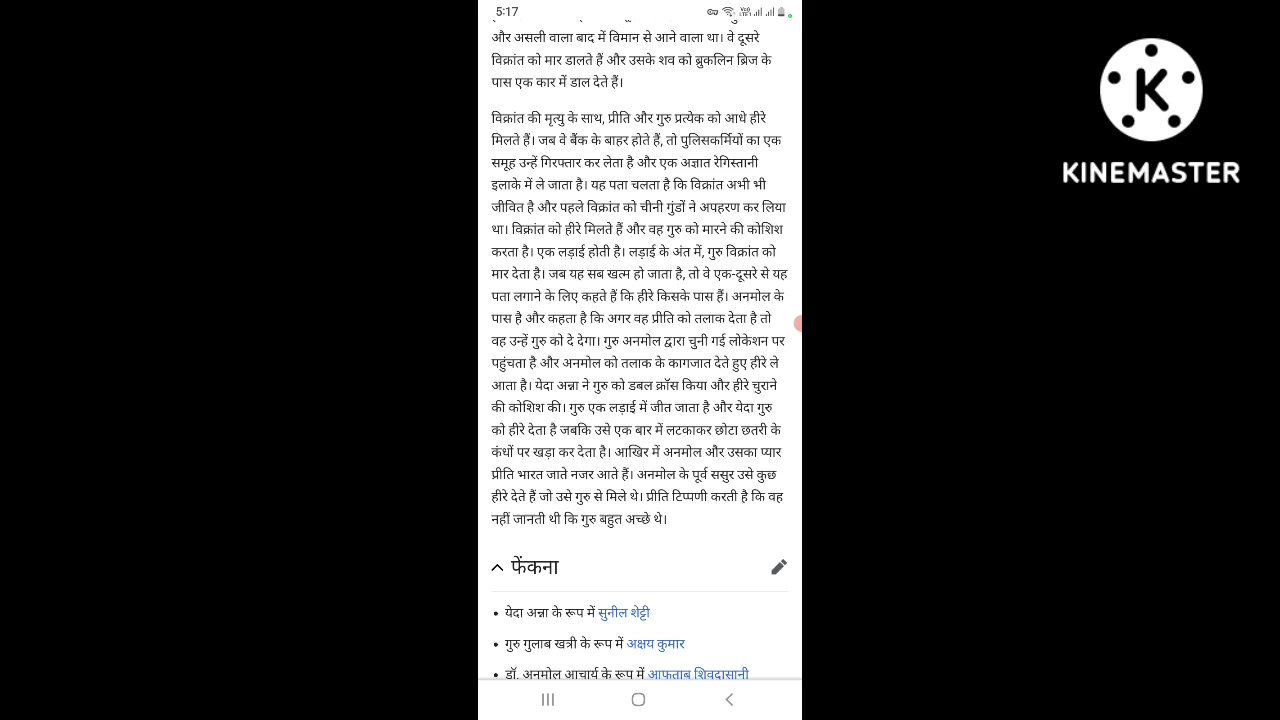 5:17
और असली वाला बाद में विमान से आने वाला था। वे दूसरे
विक्रांत को मार डालते हैं और उसके शव को ब्रुकलिन ब्रिज के
पास एक कार में डाल देते हैं।
विक्रांत की मृत्यु के साथ, प्रीति और गुरु प्रत्येक को आधे हीरे
मिलते हैं। जब वे बैंक के बाहर होते हैं, तो पुलिसकर्मियों का एक
समूह उन्हें गिरफ्तार कर लेता है और एक अज्ञात रेगिस्तानी
इलाके में ले जाता है। यह पता चलता है कि विक्रांत अभी भी
जीवित है और पहले विक्रांत को चीनी गुंडों ने अपहरण कर लिया
था। विक्रांत को हीरे मिलते हैं और वह गुरु को मारने की कोशिश
करता है। एक लड़ाई होती है। लड़ाई के अंत में, गुरु विक्रांत को
मार देता है। जब यह सब खत्म हो जाता है, तो वे एक-दूसरे से यह
पता लगाने के लिए कहते हैं कि हीरे किसके पास हैं। अनमोल के
पास है और कहता है कि अगर वह प्रीति को तलाक देता है तो
वह उन्हें गुरु को दे देगा। गुरु अनमोल द्वारा चुनी गई लोकेशन पर
पहुंचता है और अनमोल को तलाक के कागजात देते हुए हीरे ले
आता है। येदा अन्ना ने गुरु को डबल क्रॉस किया और हीरे चुराने
की कोशिश की। गुरु एक लड़ाई में जीत जाता है और येदा गुरु
को हीरे देता है जबकि उसे एक बार में लटकाकर छोटा छतरी के
कंधों पर खड़ा कर देता है। आखिर में अनमोल और उसका प्यार
प्रीति भारत जाते नजर आते हैं। अनमोल के पूर्व ससुर उसे कुछ
हीरे देते हैं जो उसे गुरु से मिले थे। प्रीति टिप्पणी करती है कि वह
नहीं जानती थी कि गुरु बहुत अच्छे थे।
फेंकना
• येदा अन्ना के रूप में सुनील शेट्टी
• गुरु गुलाब खत्री के रूप में अक्षय कुमार
• डॉ. अनमोल आचार्य के रूप में आफताब शिवदासानी
K
KINEMASTER